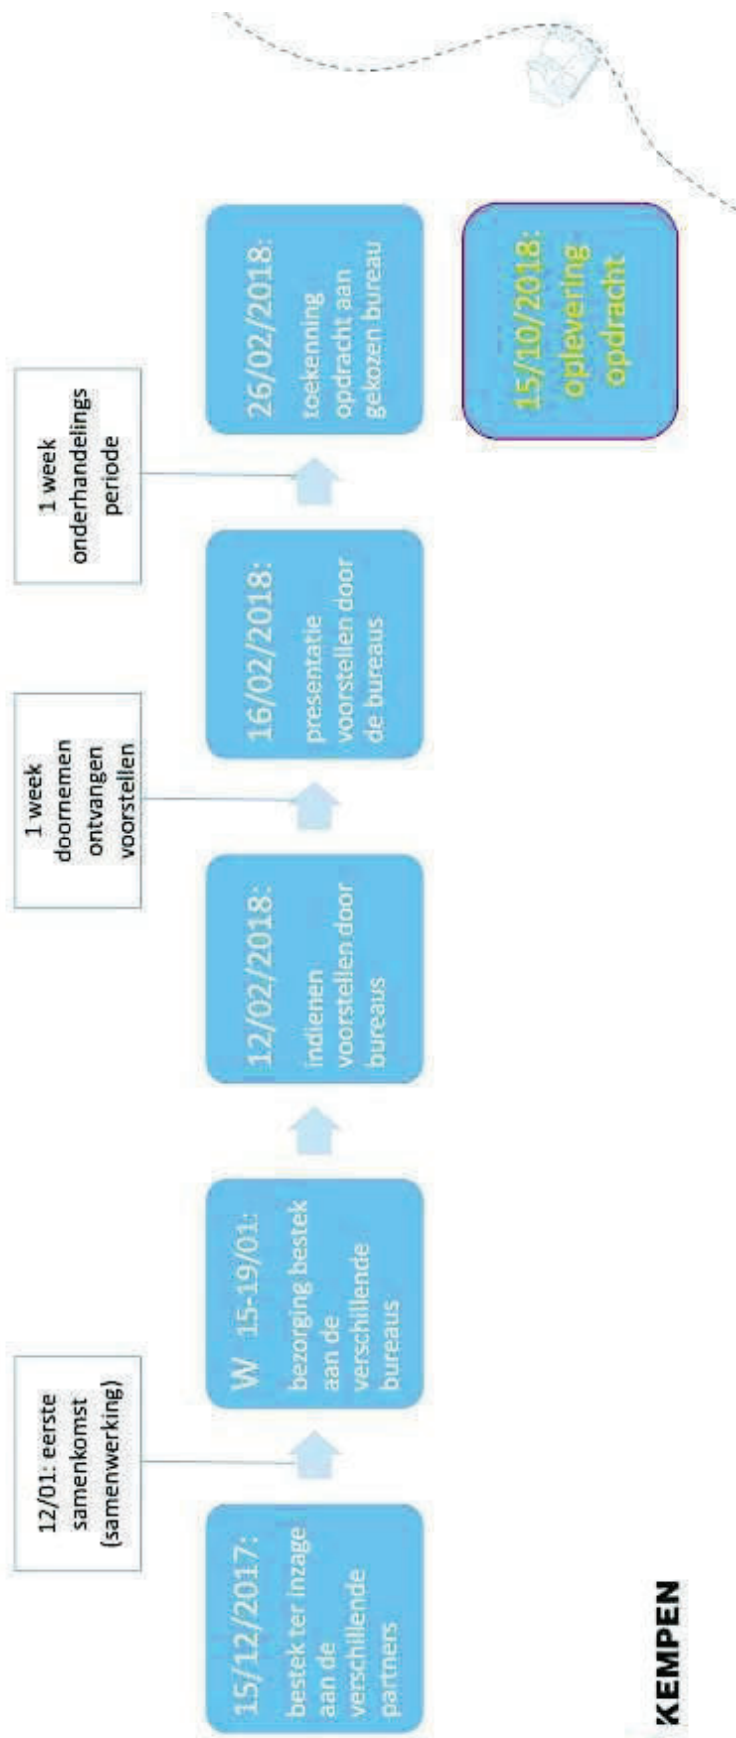 12/01: eerste
samenkomst
(samenwerking)
1 week
doornemen
ontvangen
voorstellen
1 week
onderhandelings
periode
15/12/2017:
bestek ter inzage
aan de
verschillende
partners
W 15-19/01:
bezorging bestek
aan de
verschillende
bureaus
12/02/2018:
indienen
voorstellen door
bureaus
16/02/2018:
presentatie
voorstellen door
de bureaus
26/02/2018:
toekenning
opdracht aan
gekozen bureau
15/10/2018:
oplevering
opdracht
KEMPEN